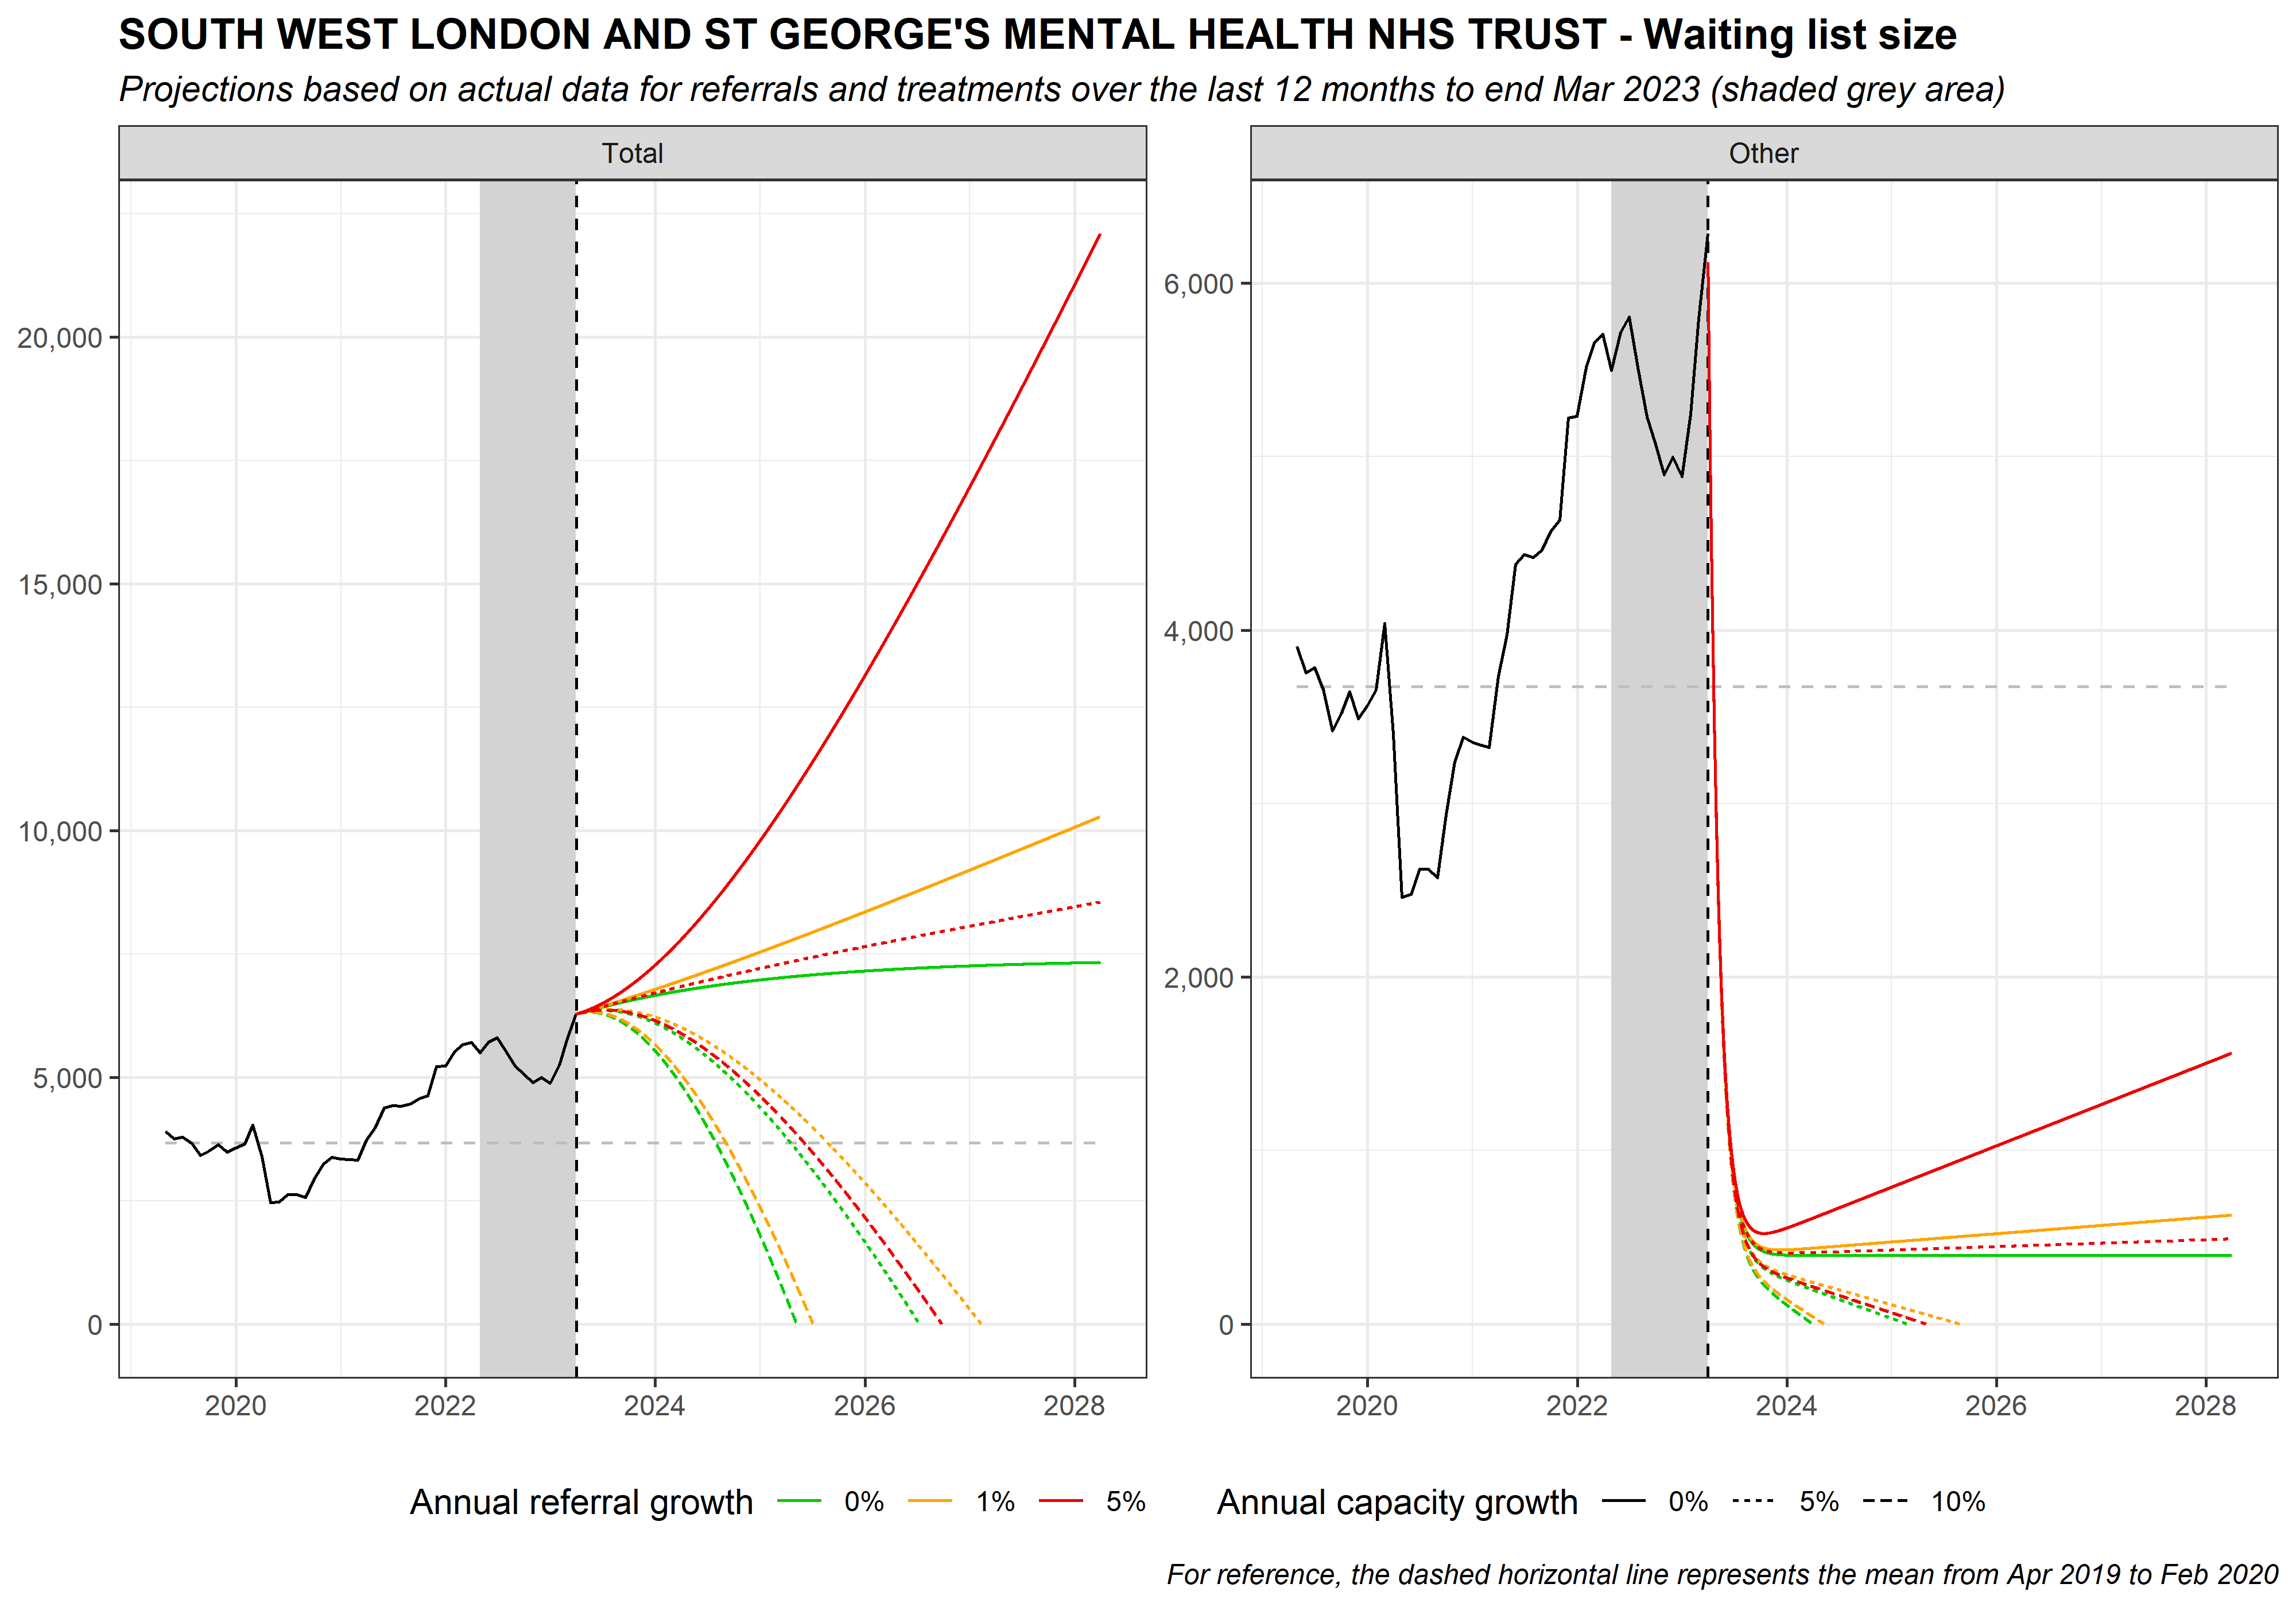 SOUTH WEST LONDON AND ST GEORGE'S MENTAL HEALTH NHS TRUST - Waiting list size
Projections based on actual data for referrals and treatments over the last 12 months to end Mar 2023 (shaded grey area)
Total
20,000
15,000
10,000
5,000
0
2020 2022 2024 2026 2028
Other
6,000
4,000
2,000
0
2020 2022 2024 2026 2028
Annual referral growth 0% 1% 5%
Annual capacity growth 0% 5% 10%
For reference, the dashed horizontal line represents the mean from Apr 2019 to Feb 2020